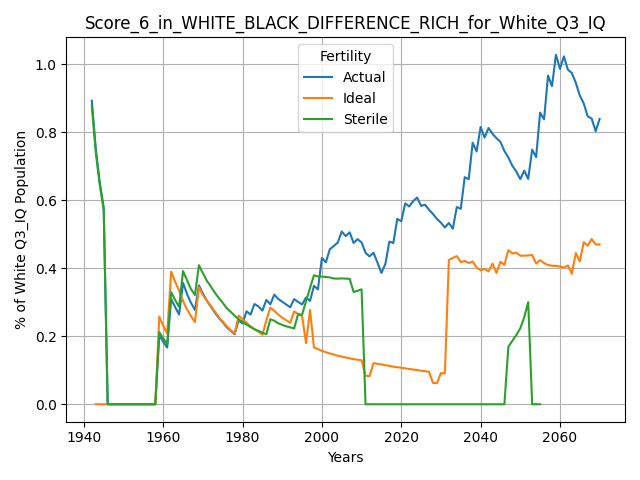 Score_6_in_WHITE_BLACK_DIFFERENCE_RICH_for_White_Q3_IQ
Fertility
Actual
Ideal
Sterile
% of White Q3_IQ Population
1.0
0.8
0.6
0.4
0.2
0.0
1940 1960 1980 2000 2020 2040 2060
Years